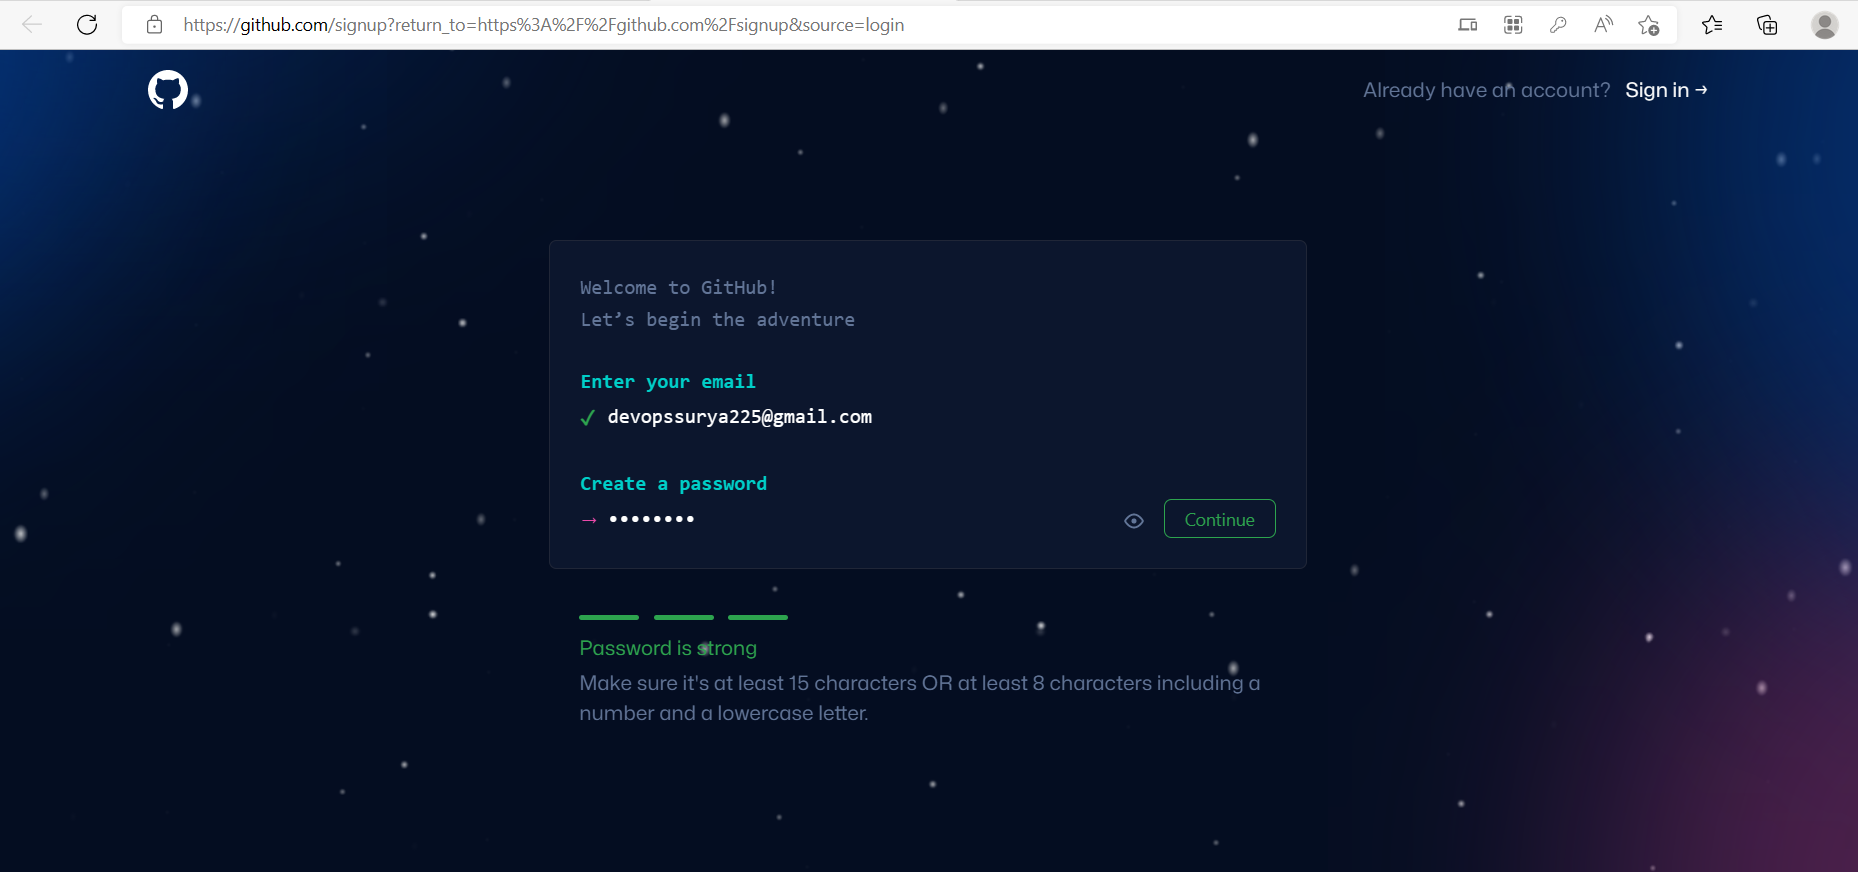 https://github.com/signup?return_to=https%3A%2F%2Fgithub.com%2Fsignup&source=login
Already have an account? Sign in →
Welcome to GitHub!
Let’s begin the adventure
Enter your email
✓ devopssurya225@gmail.com
Create a password
→ ••••••••
Continue
Password is strong
Make sure it's at least 15 characters OR at least 8 characters including a
number and a lowercase letter.